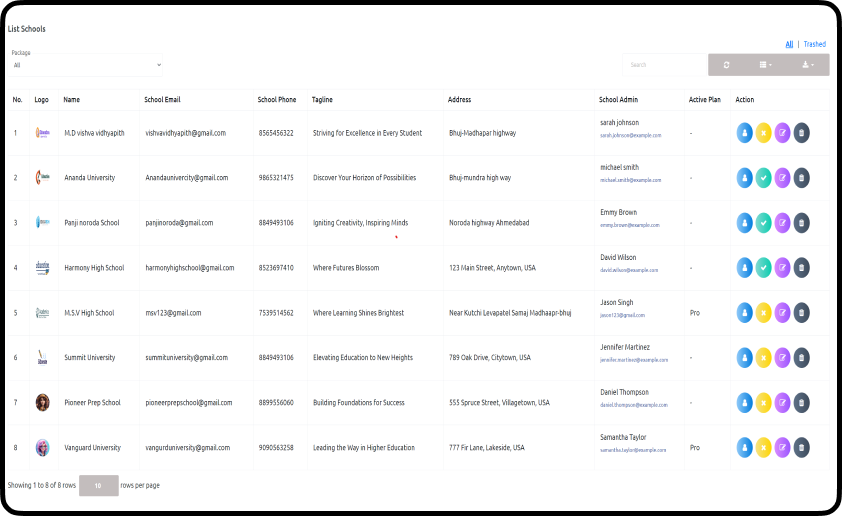 List Schools
All | Trashed
Package
All
Search
No. Logo Name School Email School Phone Tagline Address School Admin Active Plan Action
1 M.D vishva vidhyapith vishvavidhyapith@gmail.com 8565456322 Striving for Excellence in Every Student Bhuj-Madhapar highway sarah johnson - 
sarah.johnson@example.com
2 Ananda University Anandaunivercity@gmail.com 9865321475 Discover Your Horizon of Possibilities Bhuj-mundra high way michael smith -
michael.smith@example.com
3 Panji noroda School panjinoroda@gmail.com 8849493106 Igniting Creativity, Inspiring Minds Noroda highway Ahmedabad Emmy Brown -
emmy.brown@example.com
4 Harmony High School harmonyhighschool@gmail.com 8523697410 Where Futures Blossom 123 Main Street, Anytown, USA David Wilson -
david.wilson@example.com
5 M.S.V High School msv123@gmail.com 7539514562 Where Learning Shines Brightest Near Kutchi Levapatel Samaj Madhaapr-bhuj Jason Singh Pro
jason123@gmail.com
6 Summit University summituniversity@gmail.com 8849493106 Elevating Education to New Heights 789 Oak Drive, Citytown, USA Jennifer Martinez -
jennifer.martinez@example.com
7 Pioneer Prep School pioneerprepschool@gmail.com 8899556060 Building Foundations for Success 555 Spruce Street, Villagetown, USA Daniel Thompson -
daniel.thompson@example.com
8 Vanguard University vangurduniversity@gmail.com 9090563258 Leading the Way in Higher Education 777 Fir Lane, Lakeside, USA Samantha Taylor Pro
samantha.taylor@example.com
Showing 1 to 8 of 8 rows 10 rows per page